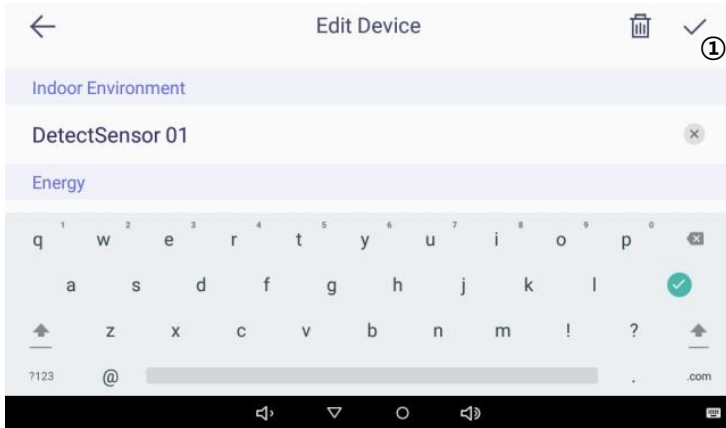 Edit Device
①
Indoor Environment
DetectSensor 01
Energy
1 2 3 4 5 6 7 8 9 0
q w e r t y u i o p
a s d f g h j k l
z x c v b n m ! ?
?123 @ . .com